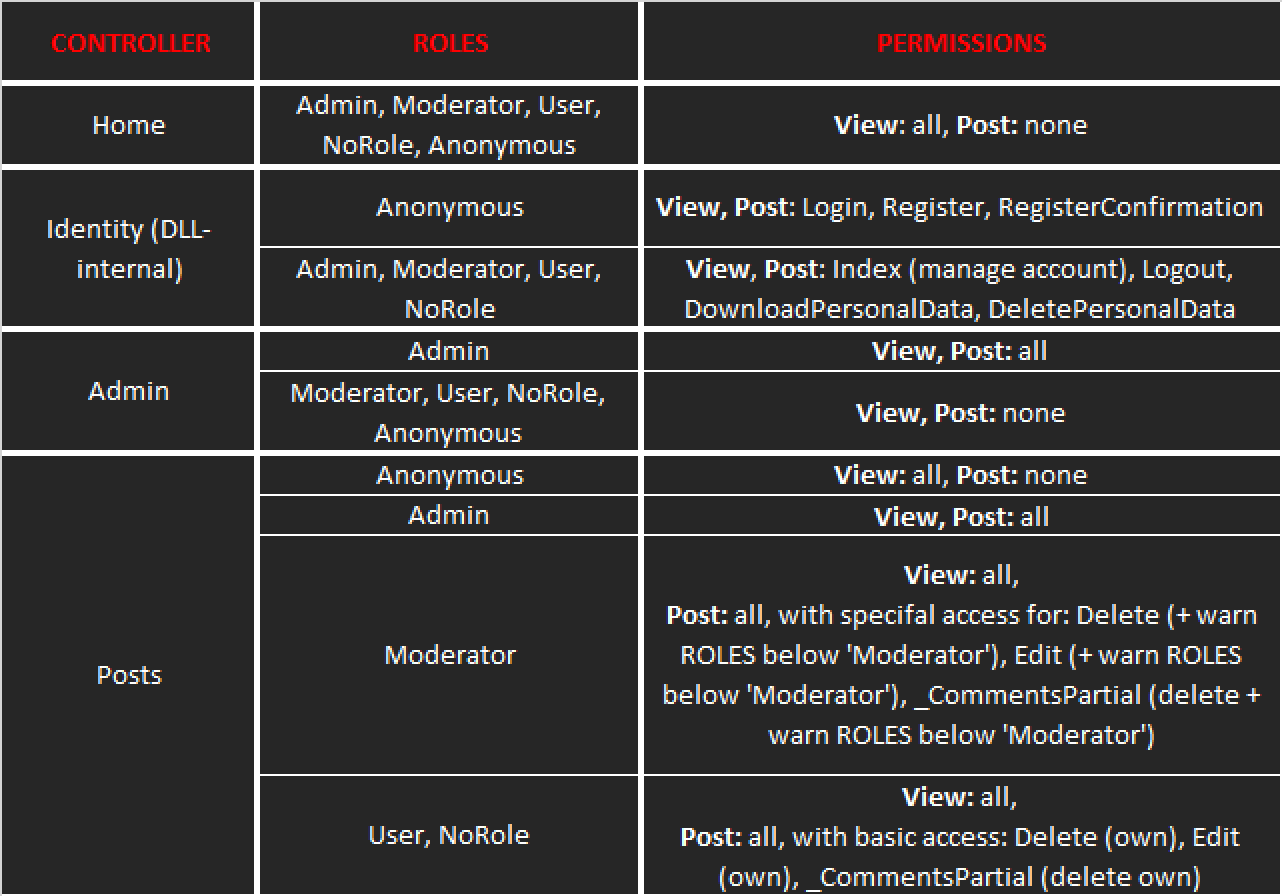 CONTROLLER ROLES PERMISSIONS
Home
Admin, Moderator, User,
NoRole, Anonymous
View: all, Post: none
Identity (DLL-
internal)
Anonymous
View, Post: Login, Register, RegisterConfirmation
Admin, Moderator, User,
NoRole
View, Post: Index (manage account), Logout,
DownloadPersonalData, DeletePersonalData
Admin
Admin
View, Post: all
Moderator, User, NoRole,
Anonymous
View, Post: none
Posts
Anonymous
View: all, Post: none
Admin
View, Post: all
Moderator
View: all,
Post: all, with specifal access for: Delete (+ warn
ROLES below 'Moderator'), Edit (+ warn ROLES
below 'Moderator'), _CommentsPartial (delete +
warn ROLES below 'Moderator')
User, NoRole
View: all,
Post: all, with basic access: Delete (own), Edit
(own), _CommentsPartial (delete own)